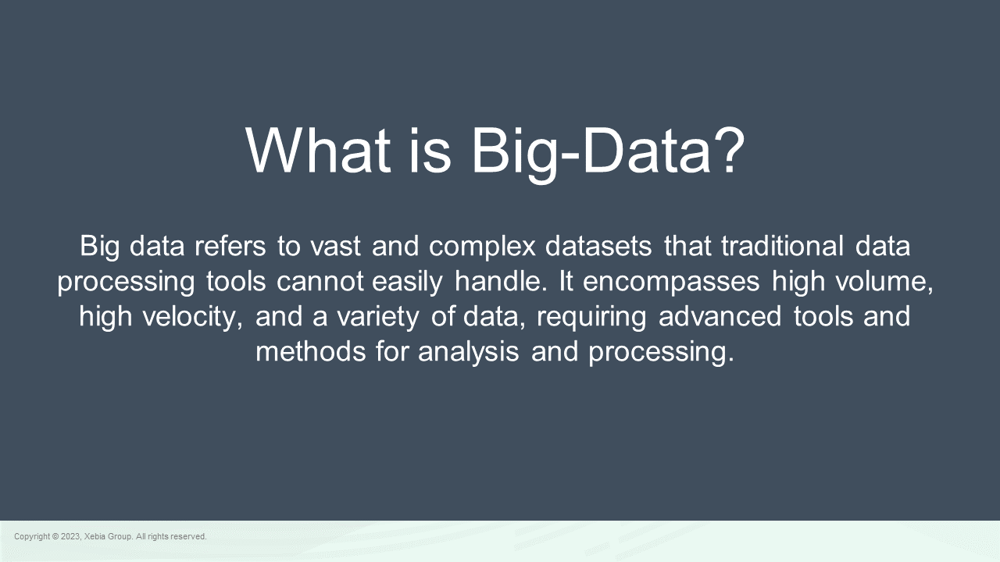 What is Big-Data?
Big data refers to vast and complex datasets that traditional data
processing tools cannot easily handle. It encompasses high volume,
high velocity, and a variety of data, requiring advanced tools and
methods for analysis and processing.
Copyright © 2023, Xebia Group. All rights reserved.